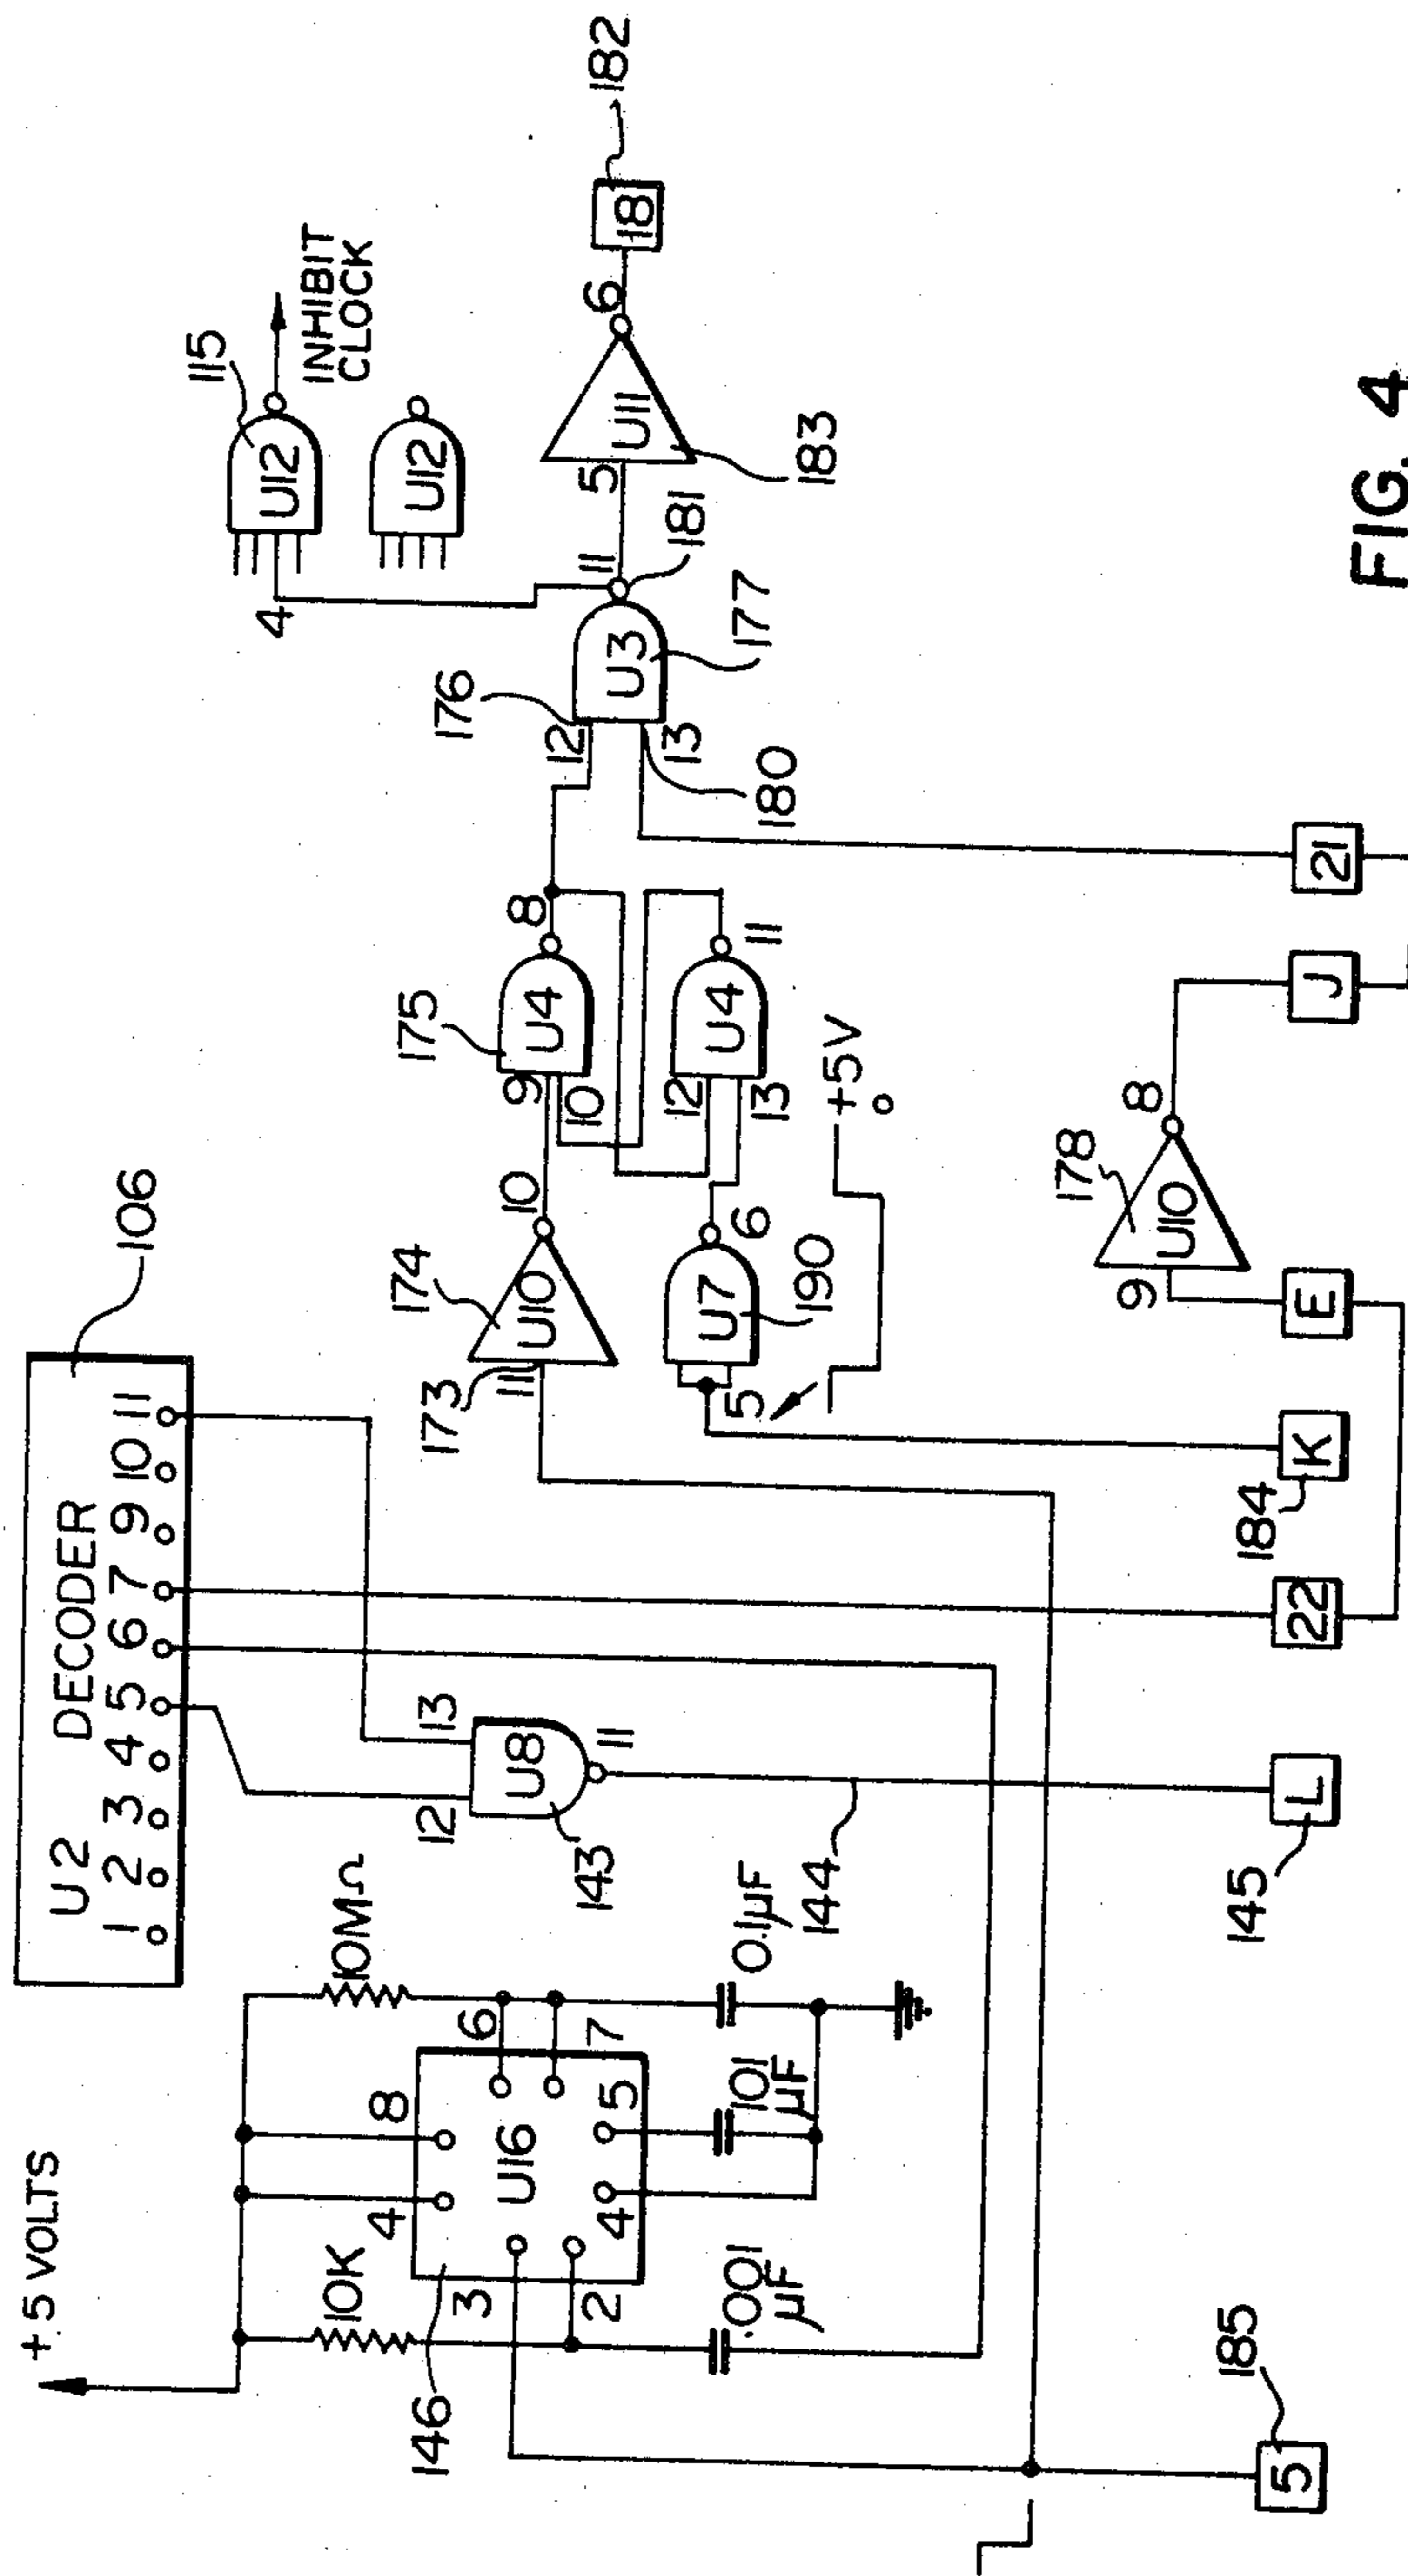 +.5 VOLTS
U2 DECODER
1 2 3 4 5 6 7 9 10 11
106
10K
4
8
10MΩ
3
2
U16
6
7
4
5
146
.001
µF
.101
µF
0.1µF
12
13
U8
11
143
144
L
145
5
185
173
11
U10
174
10
9
10
U4
175
8
5
U7
190
6
12
13
U4
11
+5V
0
K
184
22
E
9
U10
178
8
J
21
176
12
13
180
U3
177
11
181
4
U12
115
INHIBIT
CLOCK
U12
5
U11
183
6
18
182
FIG. 4